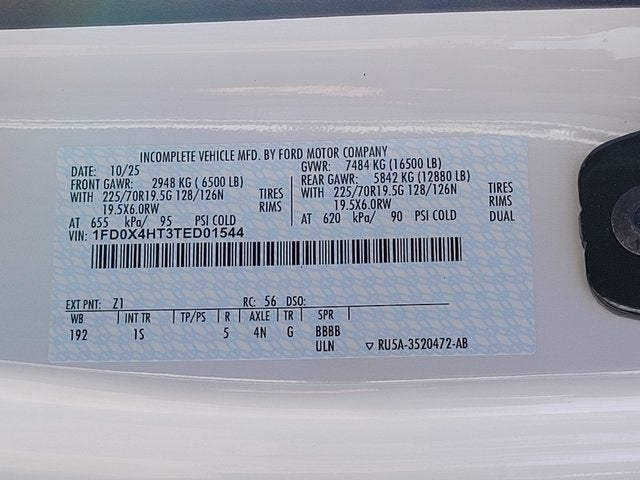 INCOMPLETE VEHICLE MFD. BY FORD MOTOR COMPANY
DATE: 10/25 GVWR: 7484 KG (16500 LB)
FRONT GAWR: 2948 KG ( 6500 LB) REAR GAWR: 5842 KG (12880 LB)
WITH 225/70R19.5G 128/126N TIRES WITH 225/70R19.5G 128/126N TIRES
19.5X6.0RW RIMS 19.5X6.0RW RIMS
AT 655 kPa/ 95 PSI COLD AT 620 kPa/ 90 PSI COLD DUAL
VIN: 1FD0X4HT3TED01544
EXT PNT: Z1 RC: 56 DSO:
WB INT TR TP/PS R AXLE TR SPR
192 1S 5 4N G BBBB
ULN RU5A-3520472-AB